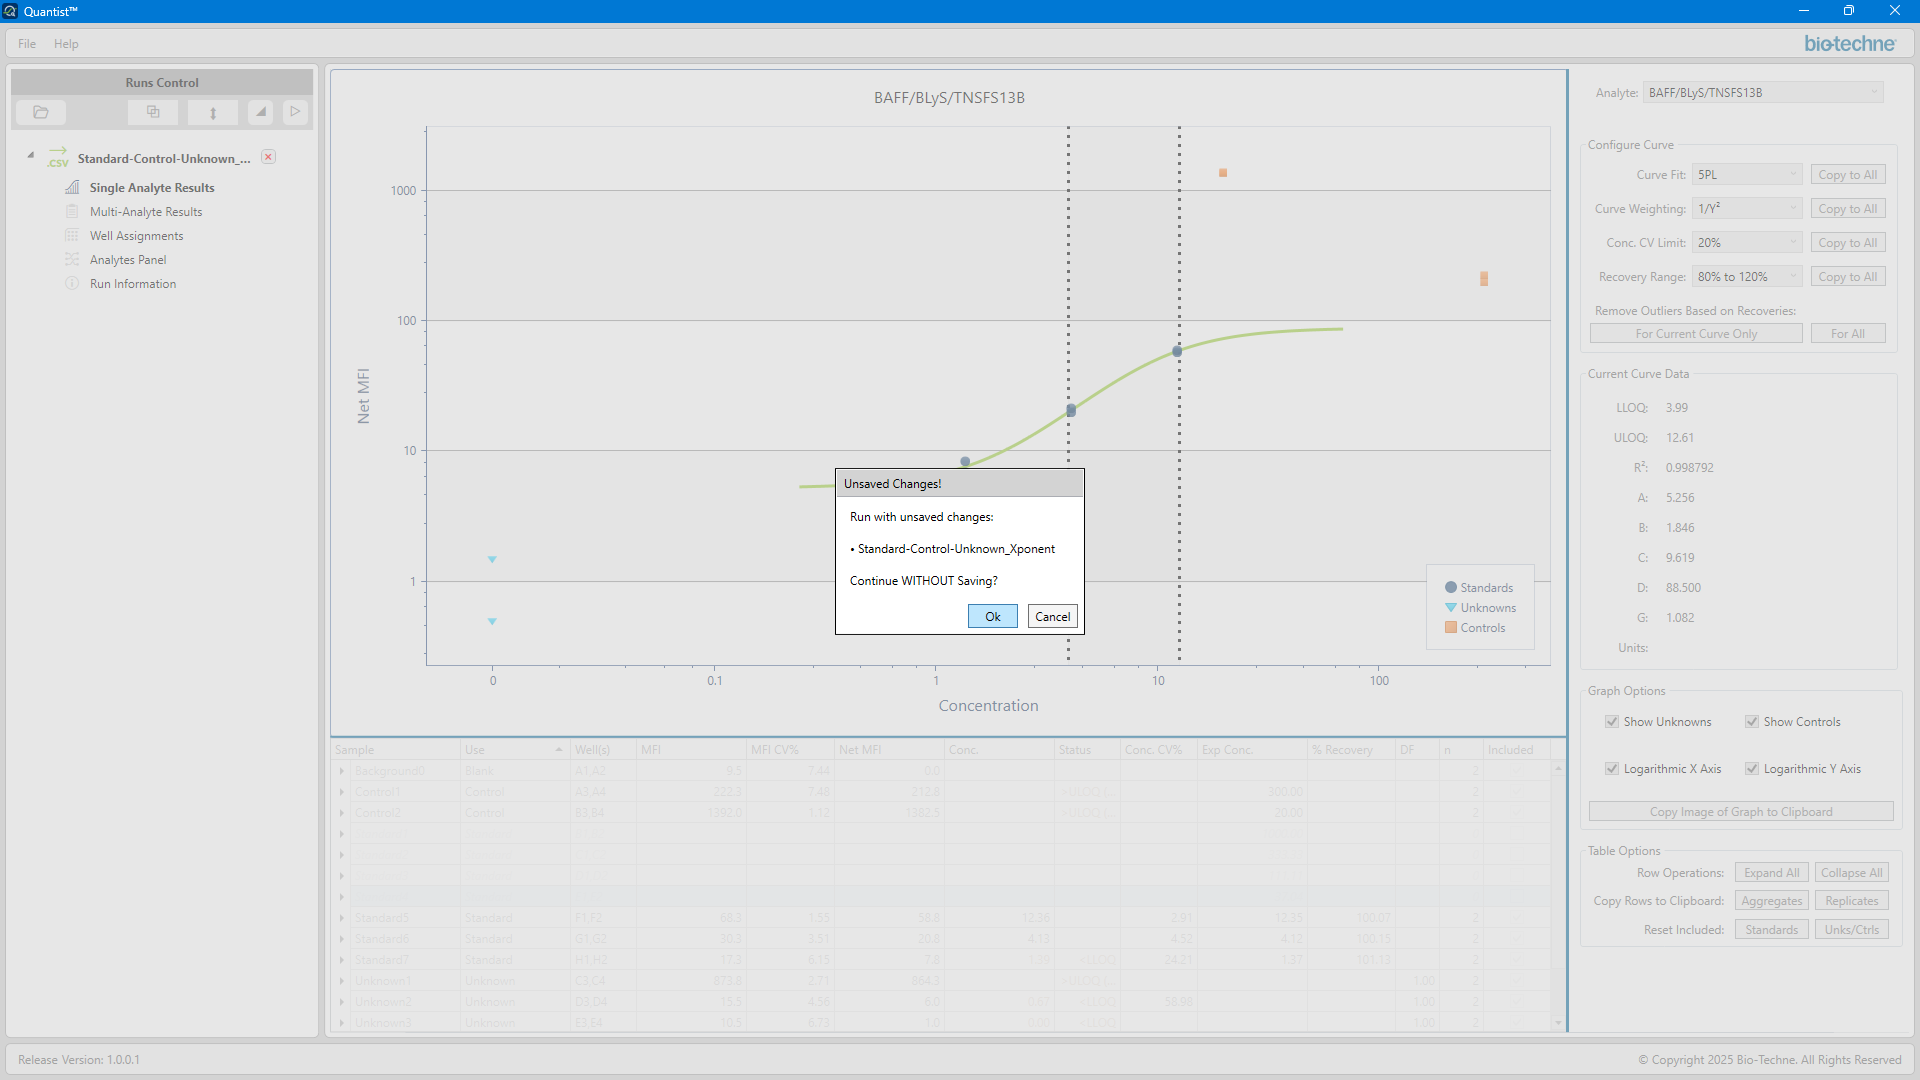 Quantist™
File Help
bio-techne
Runs Control
.CSV Standard-Control-Unknown_...
Single Analyte Results
Multi-Analyte Results
Well Assignments
Analytes Panel
Run Information
BAFF/BLyS/TNSFS13B
1000
100
10
1
Net MFI
0 0.1 1 10 100
Concentration
Standards
Unknowns
Controls
Unsaved Changes!
Run with unsaved changes:
• Standard-Control-Unknown_Xponent
Continue WITHOUT Saving?
Ok Cancel
Analyte: BAFF/BLyS/TNSFS13B
Configure Curve
Curve Fit: 5PL Copy to All
Curve Weighting: 1/Y² Copy to All
Conc. CV Limit: 20% Copy to All
Recovery Range: 80% to 120% Copy to All
Remove Outliers Based on Recoveries:
For Current Curve Only For All
Current Curve Data
LLOQ: 3.99
ULOQ: 12.61
R²: 0.998792
A: 5.256
B: 1.846
C: 9.619
D: 88.500
G: 1.082
Units:
Graph Options
Show Unknowns Show Controls
Logarithmic X Axis Logarithmic Y Axis
Copy Image of Graph to Clipboard
Table Options
Row Operations: Expand All Collapse All
Copy Rows to Clipboard: Aggregates Replicates
Reset Included: Standards Unks/Ctrls
Sample Use Well(s) MFI MFI CV% Net MFI Conc. Status Conc. CV% Exp Conc. % Recovery DF n Included
Background0 Blank A1,A2 9.5 7.44 0.0 2
Control1 Control A3,A4 222.3 7.48 212.8 >ULOQ (... 300.00 2
Control2 Control B3,B4 1392.0 1.12 1382.5 >ULOQ (... 20.00 2
Standard5 Standard F1,F2 68.3 1.55 58.8 12.36 2.91 12.35 100.07 2
Standard6 Standard G1,G2 30.3 3.51 20.8 4.13 4.52 4.12 100.15 2
Standard7 Standard H1,H2 17.3 6.15 7.8 1.39 <LLOQ 24.21 1.37 101.13 2
Unknown1 Unknown C3,C4 873.8 2.71 864.3 >ULOQ (... 1.00 2
Unknown2 Unknown D3,D4 15.5 4.56 6.0 0.67 <LLOQ 56.98 1.00 2
Unknown3 Unknown E3,E4 10.5 6.73 1.0 0.00 <LLOQ 1.00 2
Release Version: 1.0.0.1
© Copyright 2025 Bio-Techne. All Rights Reserved